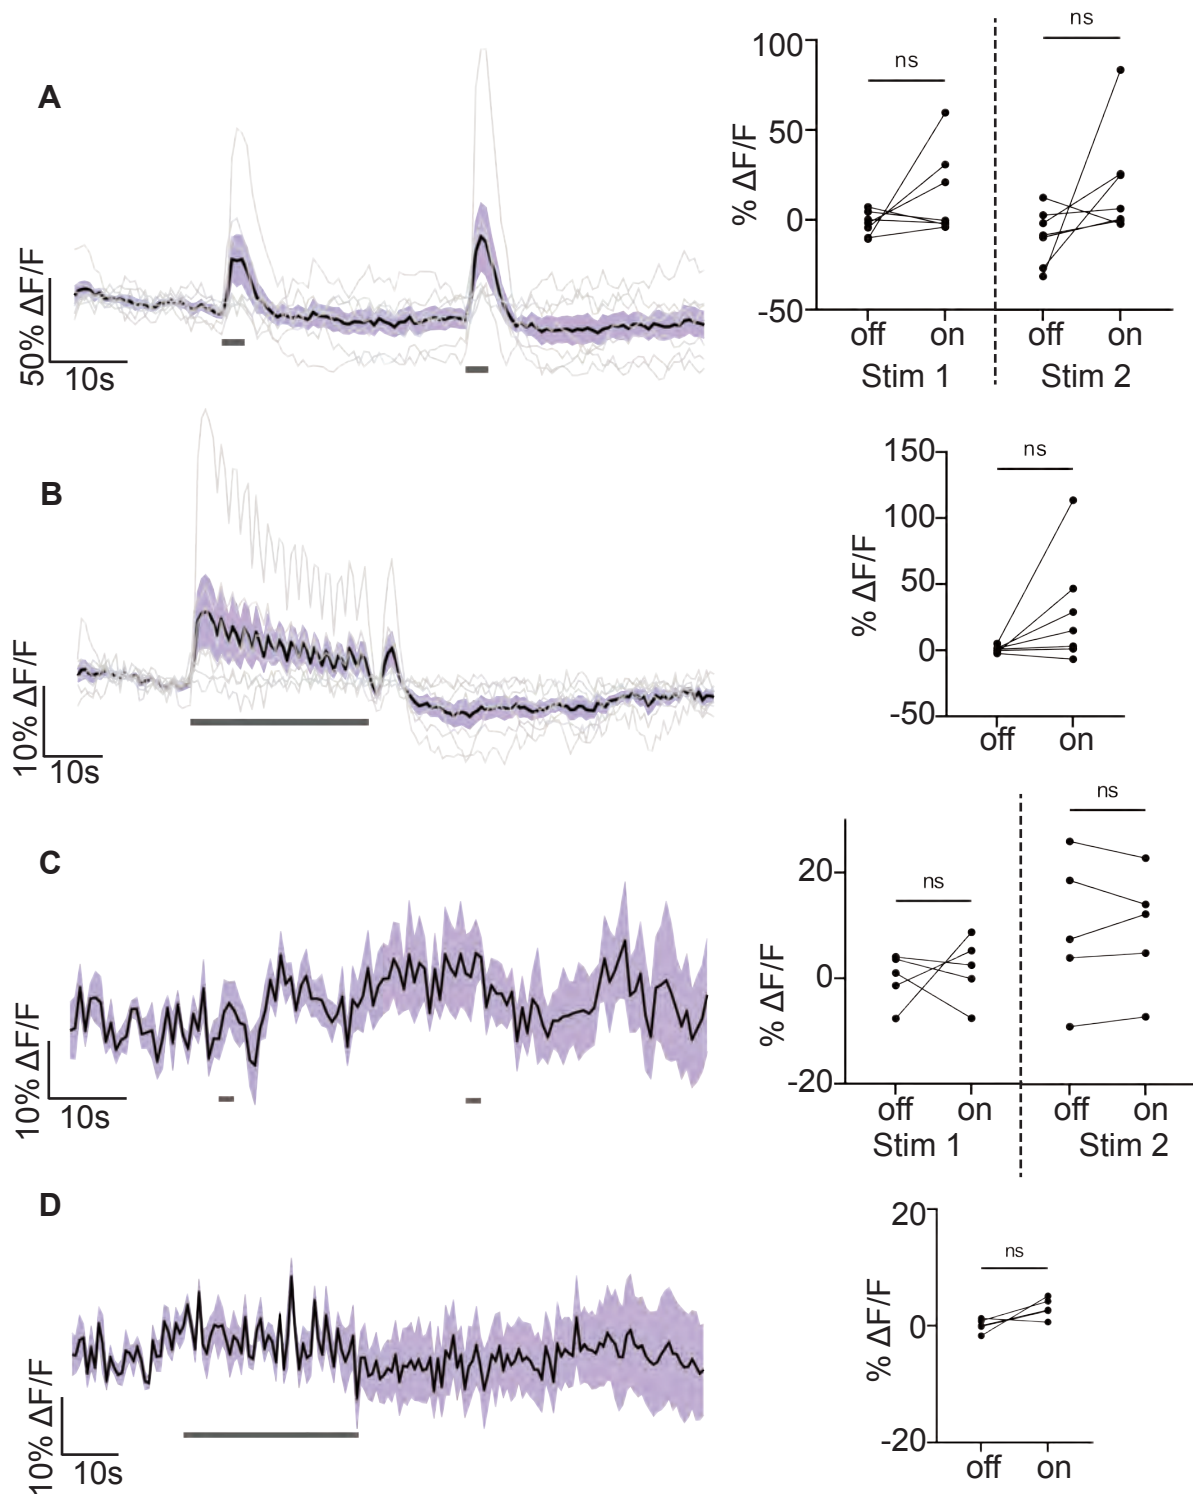 A
50% ΔF/F
10s
100
50
0
-50
% ΔF/F
ns
ns
off
on
off
on
Stim 1
Stim 2
B
10% ΔF/F
10s
150
100
50
0
-50
% ΔF/F
ns
off
on
C
10% ΔF/F
10s
20
0
-20
% ΔF/F
ns
ns
off
on
off
on
Stim 1
Stim 2
D
10% ΔF/F
10s
20
0
-20
% ΔF/F
ns
off
on